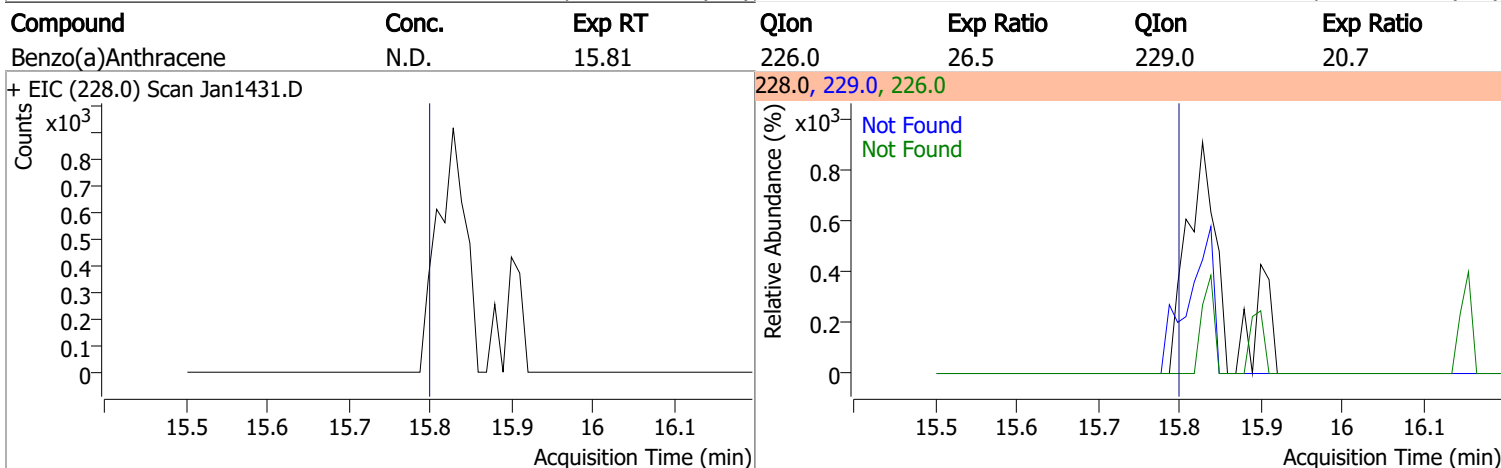 Compound Conc. Exp RT QIon Exp Ratio QIon Exp Ratio
Benzo(a)Anthracene N.D. 15.81 226.0 26.5 229.0 20.7
+ EIC (228.0) Scan Jan1431.D
Counts
x10³
0.8
0.7
0.6
0.5
0.4
0.3
0.2
0.1
0
15.5 15.6 15.7 15.8 15.9 16 16.1
Acquisition Time (min)
228.0, 229.0, 226.0
Relative Abundance (%)
x10³
Not Found
Not Found
0.8
0.6
0.4
0.2
0
15.5 15.6 15.7 15.8 15.9 16 16.1
Acquisition Time (min)